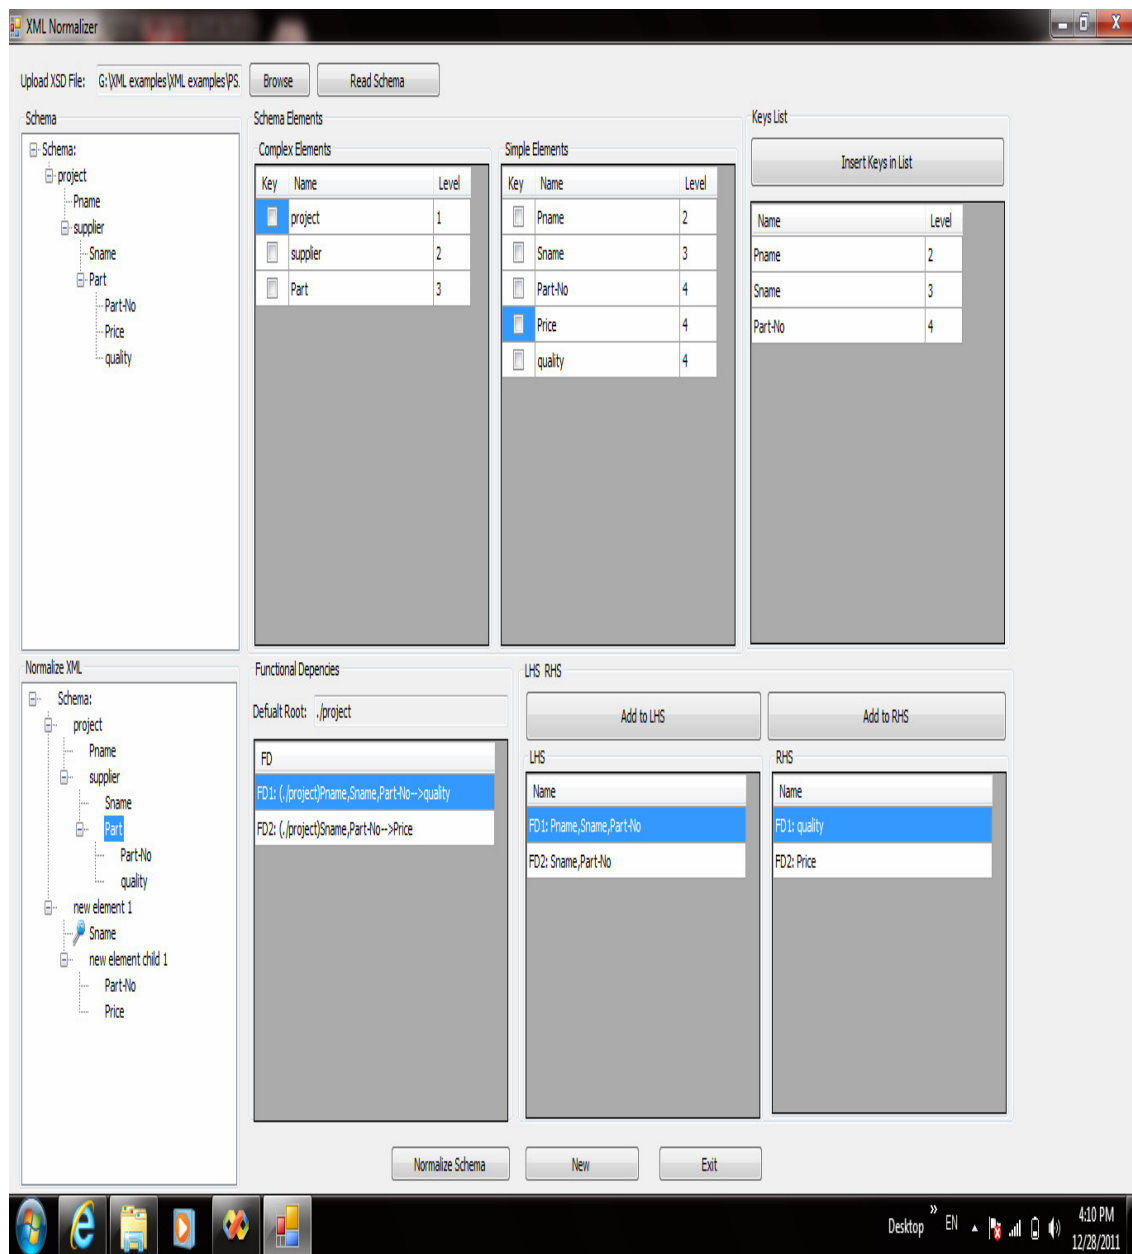 XML Normalizer
Upload XSD File: G:\XML examples\XML examples\PS. Browse Read Schema
Schema
Schema:
project
Pname
supplier
Sname
Part
Part-No
Price
quality
Schema Elements
Complex Elements
Key Name Level
project 1
supplier 2
Part 3
Simple Elements
Key Name Level
Pname 2
Sname 3
Part-No 4
Price 4
quality 4
Keys List
Insert Keys in List
Name Level
Pname 2
Sname 3
Part-No 4
Normalize XML
Schema:
project
Pname
supplier
Sname
Part
Part-No
quality
new element 1
Sname
new element child 1
Part-No
Price
Functional Depencies
Defualt Root: ./project
FD
FD1: (./project)Pname,Sname,Part-No-->quality
FD2: (./project)Sname,Part-No-->Price
LHS RHS
Add to LHS Add to RHS
LHS
Name
FD1: Pname,Sname,Part-No
FD2: Sname,Part-No
RHS
Name
FD1: quality
FD2: Price
Normalize Schema New Exit
Desktop » EN 4:10 PM
12/28/2011